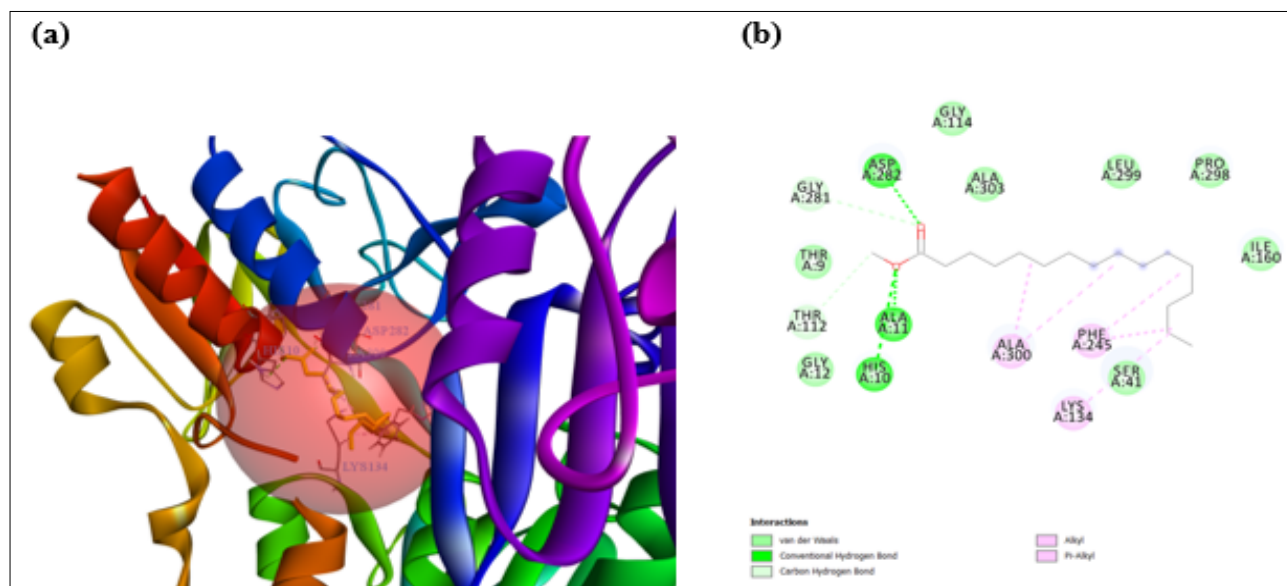 (a)
(b)
GLY
A:114
ASP
A:282
ALA
A:303
LEU
A:299
PRO
A:298
GLY
A:281
THR
A:9
ILE
A:160
THR
A:112
ALA
A:11
GLY
A:12
HIS
A:10
ALA
A:300
PHE
A:245
SER
A:41
LYS
A:134
ASP282
HIS10
LYS134
Interactions
van der Waals
Conventional Hydrogen Bond
Carbon Hydrogen Bond
Alkyl
Pi-Alkyl